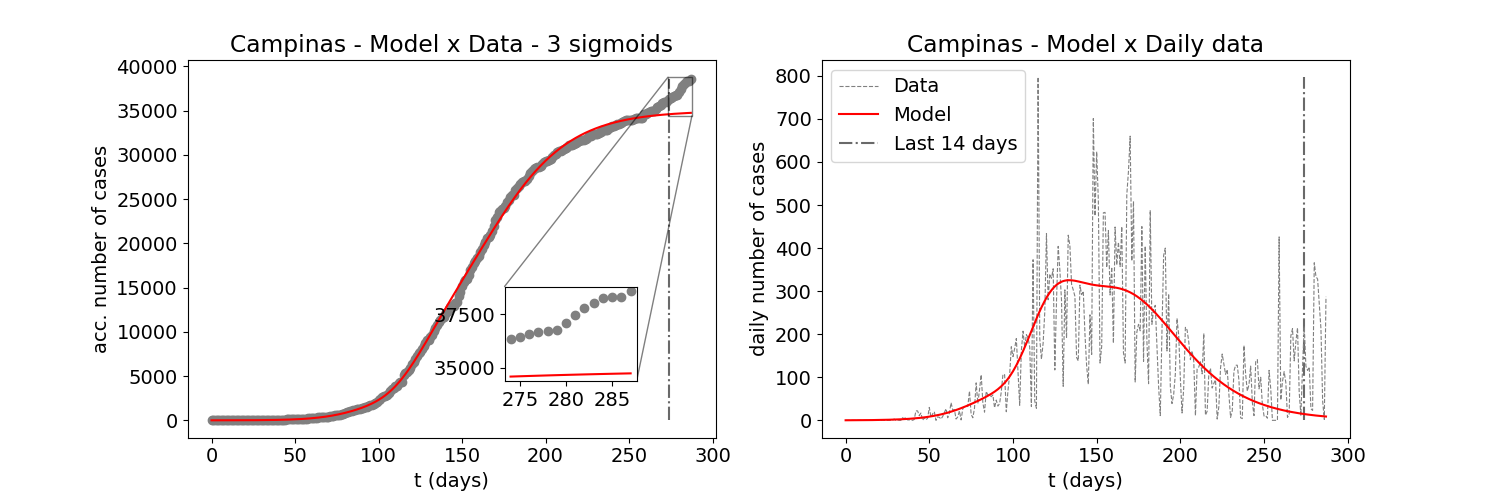 Campinas - Model x Data - 3 sigmoids
acc. number of cases
40000
35000
30000
25000
20000
15000
10000
5000
0
37500
35000
275 280 285
0 50 100 150 200 250 300
t (days)
Campinas - Model x Daily data
daily number of cases
800
700
600
500
400
300
200
100
0
Data
Model
Last 14 days
0 50 100 150 200 250 300
t (days)